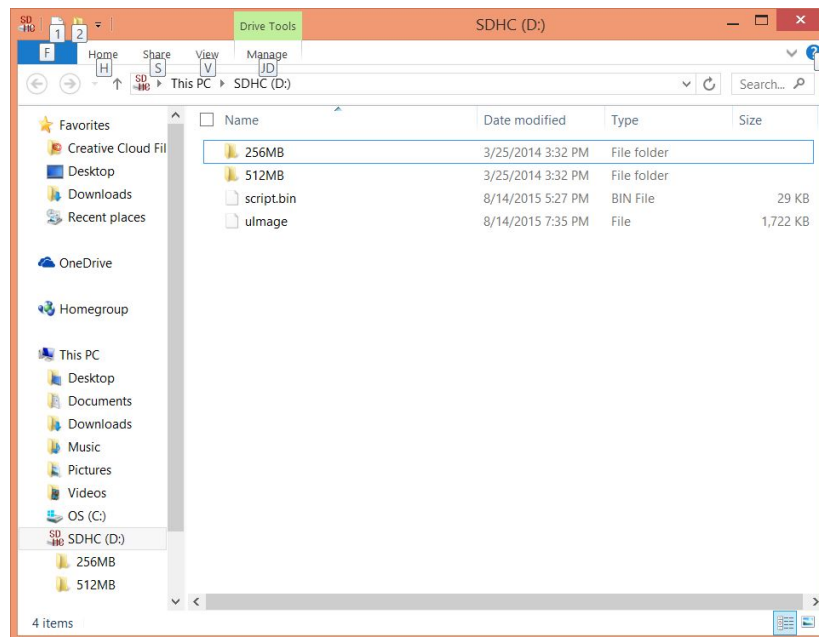 SD HC 1 2 Drive Tools SDHC (D:)
F Home Share View Manage
H S V JD
SD HC This PC SDHC (D:) Search...
Name Date modified Type Size
Favorites
Creative Cloud Fil
Desktop
Downloads
Recent places
OneDrive
Homegroup
This PC
Desktop
Documents
Downloads
Music
Pictures
Videos
OS (C:)
SD HC SDHC (D:)
256MB
512MB
256MB 3/25/2014 3:32 PM File folder
512MB 3/25/2014 3:32 PM File folder
script.bin 8/14/2015 5:27 PM BIN File 29 KB
uImage 8/14/2015 7:35 PM File 1,722 KB
4 items